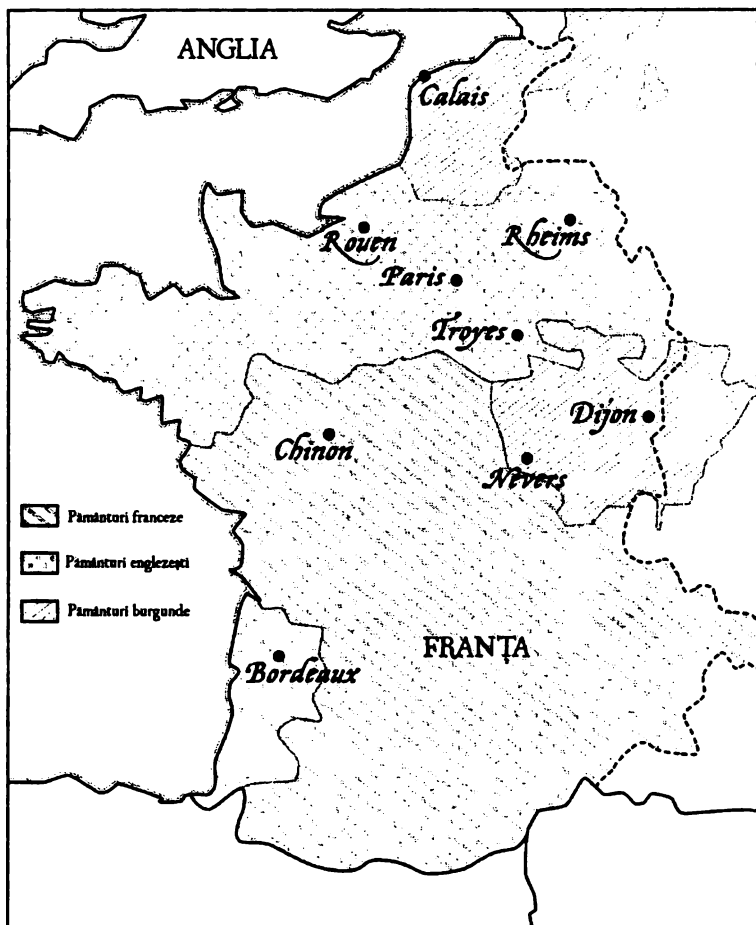 ANGLIA
Calais
Rouen
Rheims
Paris
Troyes
Dijon
Chinon
Nevers
Pământuri franceze
Pământuri englezești
Pământuri burgunde
FRANȚA
Bordeaux